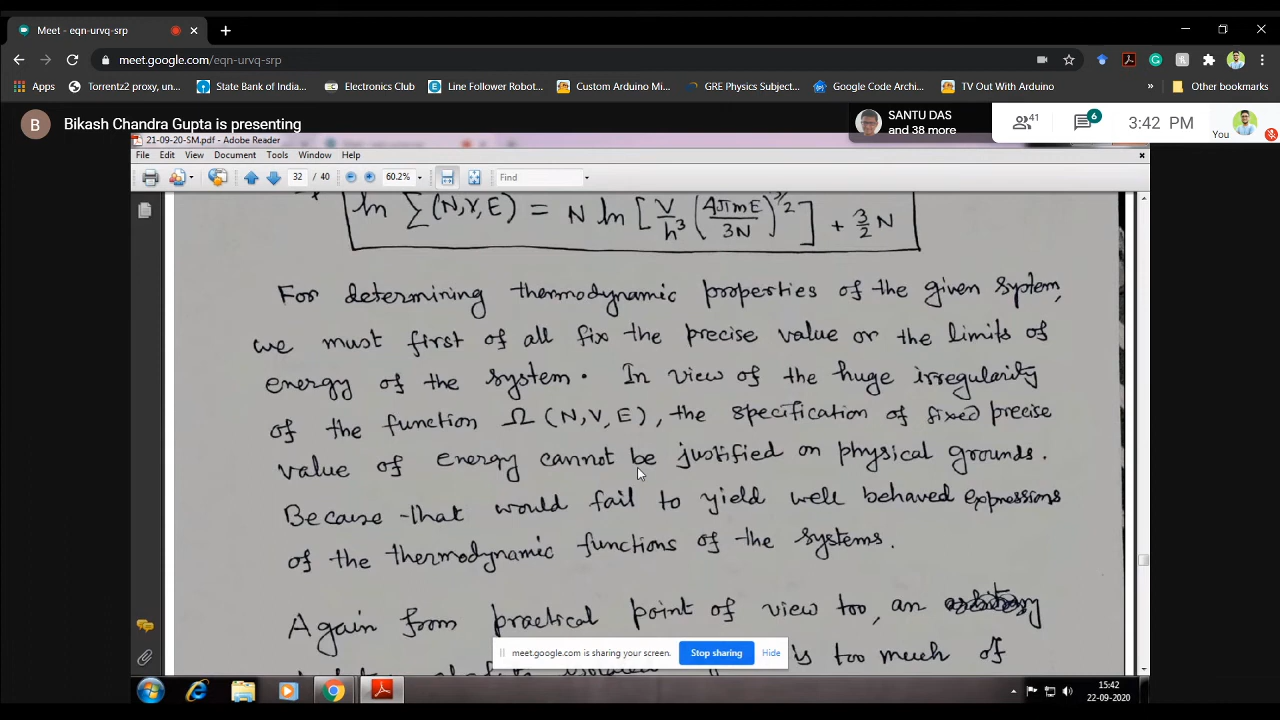 Meet - eqn-urvq-srp
meet.google.com/eqn-urvq-srp
Apps Torrentz2 proxy, un... State Bank of India... Electronics Club Line Follower Robot... Custom Arduino Mi... GRE Physics Subject... Google Code Archi... TV Out With Arduino » Other bookmarks
B Bikash Chandra Gupta is presenting
SANTU DAS
and 38 more
41 6 3:42 PM You
21-09-20-SM.pdf - Adobe Reader
File Edit View Document Tools Window Help
32 / 40 60.2% Find
ln ∑ (N,V,E) = N ln [ V/h³ ( 4πmE/3N )^3/2 ] + 3/2 N
For determining thermodynamic properties of the given system,
we must first of all fix the precise value or the limits of
energy of the system. In view of the huge irregularity
of the function Ω (N,V,E), the specification of fixed precise
value of energy cannot be justified on physical grounds.
Because that would fail to yield well behaved expressions
of the thermodynamic functions of the systems.
Again from practical point of view too, an
is too much of
meet.google.com is sharing your screen. Stop sharing Hide
15:42
22-09-2020